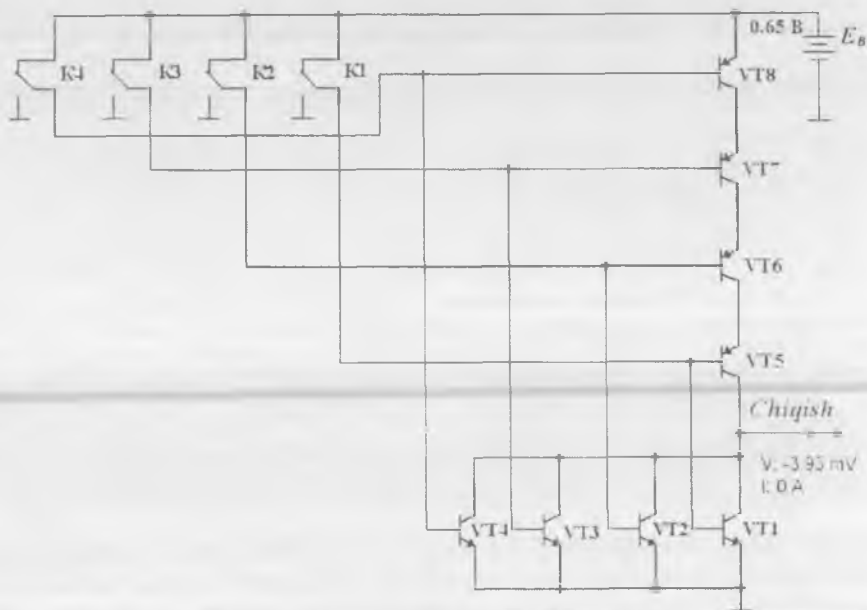 K4 K3 K2 K1
0.65 В
VT8
VT7
VT6
VT5
Chiqish
V: -3.93 mV
I: 0 A
VT4 VT3 VT2 VT1